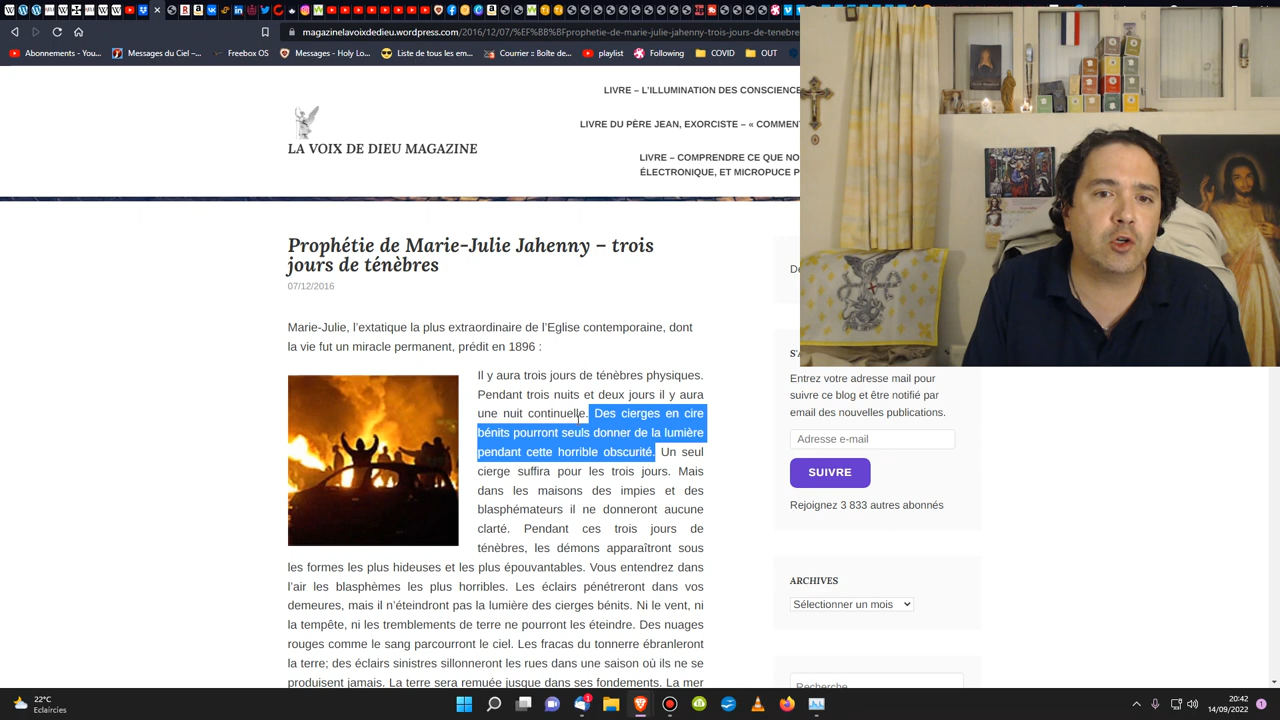 magazinelavoixdedieu.wordpress.com/2016/12/07/%EF%BB%BFprophetie-de-marie-julie-jahenny-trois-jours-de-tenebre
Abonnements - You...
Messages du Ciel –...
Freebox OS
Messages - Holy Lo...
Liste de tous les em...
Courrier :: Boîte de...
playlist
Following
COVID
OUT
LIVRE – L'ILLUMINATION DES CONSCIENCE
LIVRE DU PÈRE JEAN, EXORCISTE – « COMMENT
LIVRE – COMPRENDRE CE QUE NO
ÉLECTRONIQUE, ET MICROPUCE P
LA VOIX DE DIEU MAGAZINE
Prophétie de Marie-Julie Jahenny – trois
jours de ténèbres
07/12/2016
Marie-Julie, l'extatique la plus extraordinaire de l'Eglise contemporaine, dont
la vie fut un miracle permanent, prédit en 1896 :
Il y aura trois jours de ténèbres physiques.
Pendant trois nuits et deux jours il y aura
une nuit continuelle. Des cierges en cire
bénits pourront seuls donner de la lumière
pendant cette horrible obscurité. Un seul
cierge suffira pour les trois jours. Mais
dans les maisons des impies et des
blasphémateurs il ne donneront aucune
clarté. Pendant ces trois jours de
ténèbres, les démons apparaîtront sous
les formes les plus hideuses et les plus épouvantables. Vous entendrez dans
l'air les blasphèmes les plus horribles. Les éclairs pénétreront dans vos
demeures, mais il n'éteindront pas la lumière des cierges bénits. Ni le vent, ni
la tempête, ni les tremblements de terre ne pourront les éteindre. Des nuages
rouges comme le sang parcourront le ciel. Les fracas du tonnerre ébranleront
la terre; des éclairs sinistres sillonneront les rues dans une saison où ils ne se
produisent jamais. La terre sera remuée jusque dans ses fondements. La mer
De
S'A
Entrez votre adresse mail pour
suivre ce blog et être notifié par
email des nouvelles publications.
Adresse e-mail
SUIVRE
Rejoignez 3 833 autres abonnés
ARCHIVES
Sélectionner un mois
Recherche
22°C
Eclaircies
20:42
14/09/2022